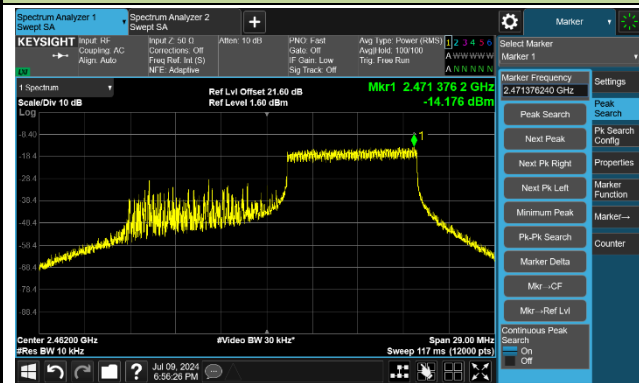 Spectrum Analyzer 1
Swept SA
Spectrum Analyzer 2
Swept SA
+
Marker
KEYSIGHT
Input: RF
Coupling: AC
Align: Auto
Input Z: 50 Ω
Corrections: Off
Freq Ref: Int (S)
NFE: Adaptive
Atten: 10 dB
PNO: Fast
Gate: Off
IF Gain: Low
Sig Track: Off
Avg Type: Power (RMS)
Avg|Hold: 100/100
Trig: Free Run
1 2 3 4 5 6
A W W W W W
A N N N N N
LXI
Select Marker
Marker 1
1 Spectrum
Scale/Div 10 dB
Log
Ref Lvl Offset 21.60 dB
Ref Level 1.60 dBm
Mkr1 2.471 376 2 GHz
-14.176 dBm
1
-8.40
-18.4
-28.4
-38.4
-48.4
-58.4
-68.4
-78.4
-88.4
Center 2.46200 GHz
#Res BW 10 kHz
#Video BW 30 kHz*
Span 29.00 MHz
Sweep 117 ms (12000 pts)
Marker Frequency
2.471376240 GHz
Peak Search
Next Peak
Next Pk Right
Next Pk Left
Minimum Peak
Pk-Pk Search
Marker Delta
Mkr→CF
Mkr→Ref Lvl
Continuous Peak
Search
On
Off
Settings
Peak
Search
Pk Search
Config
Properties
Marker
Function
Marker→
Counter
?
Jul 09, 2024
6:56:26 PM